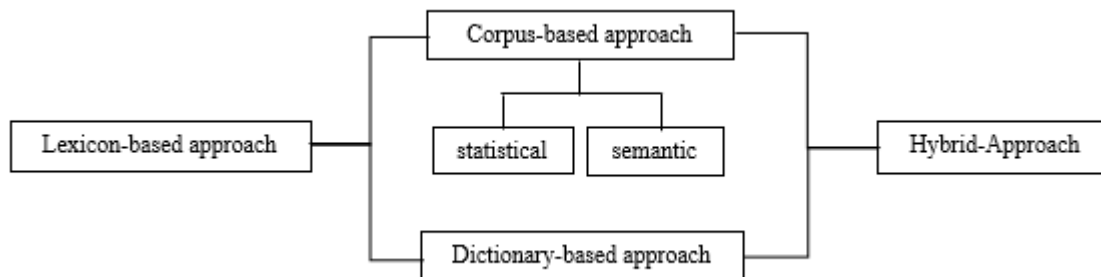 Corpus-based approach
Lexicon-based approach
statistical
semantic
Hybrid-Approach
Dictionary-based approach